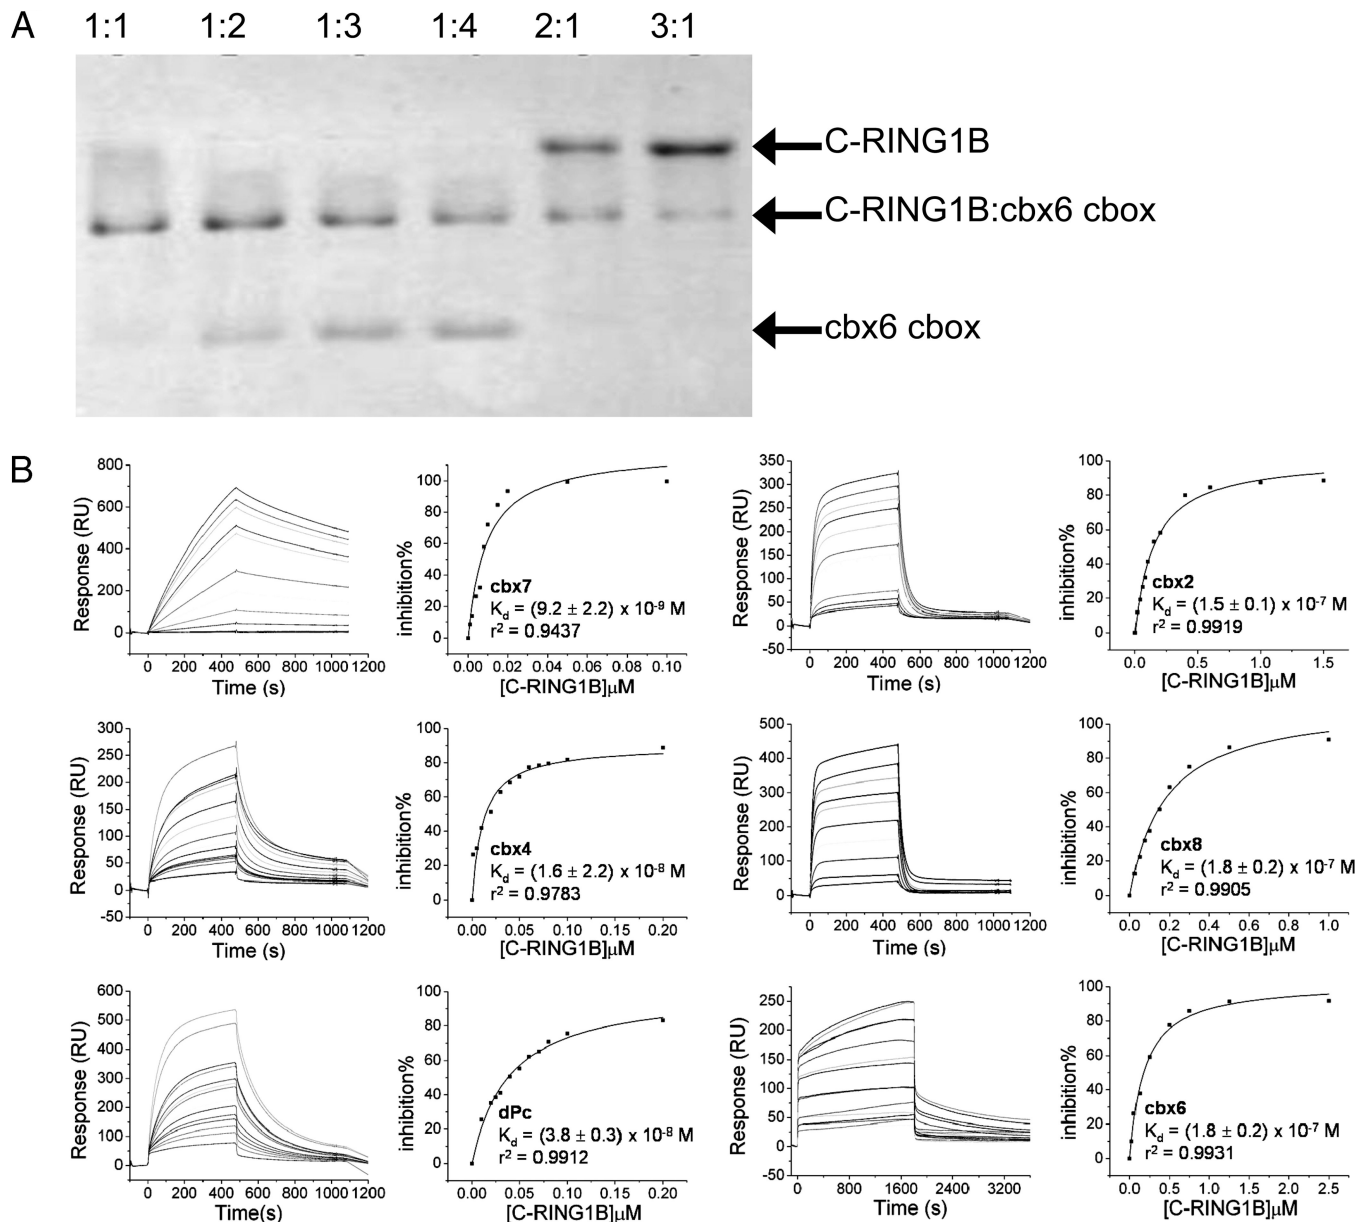 A
1:1 1:2 1:3 1:4 2:1 3:1
C-RING1B
C-RING1B:cbx6 cbox
cbx6 cbox
B
Response (RU)
800
600
400
200
0
0 200 400 600 800 1000 1200
Time (s)
inhibition%
100
80
60
40
20
0
cbx7
Kd = (9.2 ± 2.2) x 10-9 M
r2 = 0.9437
0.00 0.02 0.04 0.06 0.08 0.10
[C-RING1B]μM
Response (RU)
350
300
250
200
150
100
50
0
-50
0 200 400 600 800 1000 1200
Time (s)
inhibition%
100
80
60
40
20
0
cbx2
Kd = (1.5 ± 0.1) x 10-7 M
r2 = 0.9919
0.0 0.5 1.0 1.5
[C-RING1B]μM
Response (RU)
300
250
200
150
100
50
0
-50
0 200 400 600 800 1000 1200
Time (s)
inhibition%
100
80
60
40
20
0
cbx4
Kd = (1.6 ± 2.2) x 10-8 M
r2 = 0.9783
0.00 0.05 0.10 0.15 0.20
[C-RING1B]μM
Response (RU)
500
400
300
200
100
0
0 200 400 600 800 1000 1200
Time (s)
inhibition%
100
80
60
40
20
0
cbx8
Kd = (1.8 ± 0.2) x 10-7 M
r2 = 0.9905
0.0 0.2 0.4 0.6 0.8 1.0
[C-RING1B]μM
Response (RU)
600
500
400
300
200
100
0
0 200 400 600 800 1000 1200
Time(s)
inhibition%
100
80
60
40
20
0
dPc
Kd = (3.8 ± 0.3) x 10-8 M
r2 = 0.9912
0.00 0.05 0.10 0.15 0.20
[C-RING1B]μM
Response (RU)
250
200
150
100
50
0
-50
0 800 1600 2400 3200
Time (s)
inhibition%
100
80
60
40
20
0
cbx6
Kd = (1.8 ± 0.2) x 10-7 M
r2 = 0.9931
0.0 0.5 1.0 1.5 2.0 2.5
[C-RING1B]μM